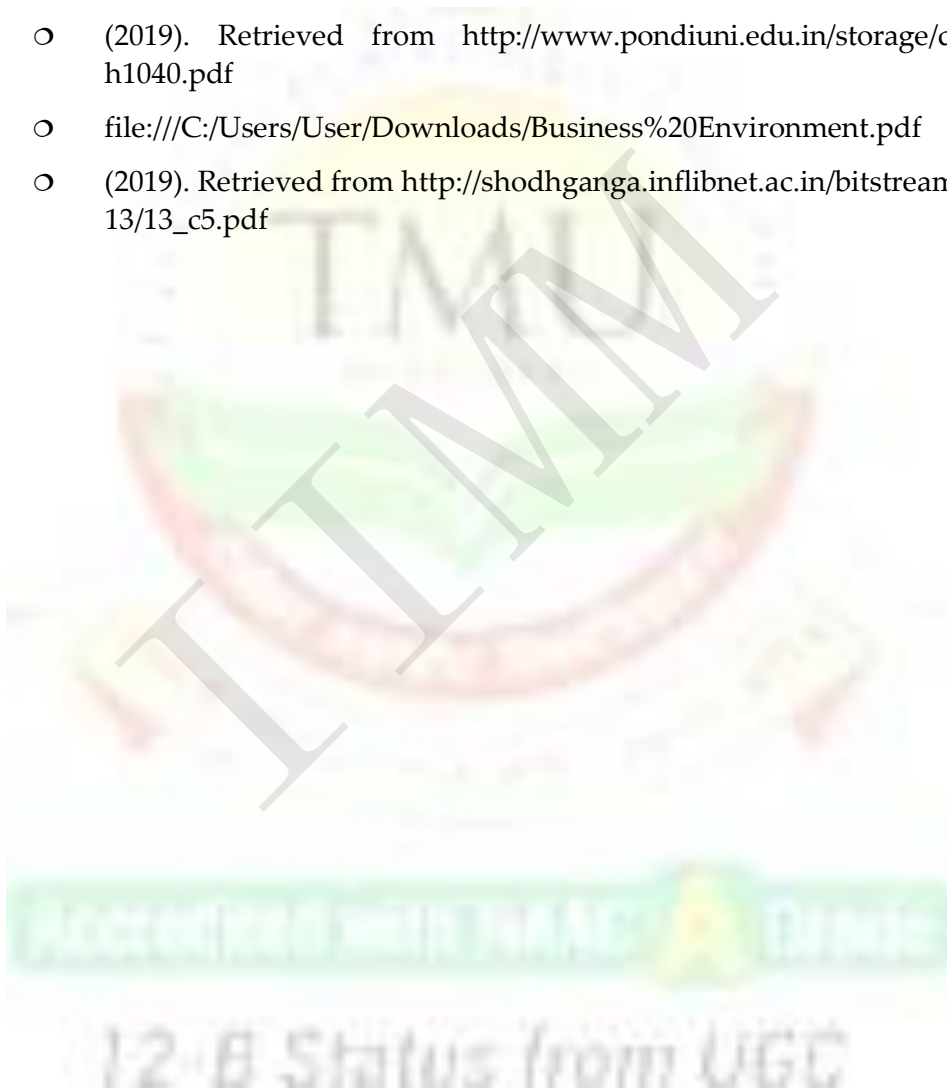 ❍ (2019). Retrieved from http://www.pondiuni.edu.in/storage/
h1040.pdf
❍ file:///C:/Users/User/Downloads/Business%20Environment.pdf
❍ (2019). Retrieved from http://shodhganga.inflibnet.ac.in/bitstream
13/13_c5.pdf
TMU
IIMM
12-B Status from UGC